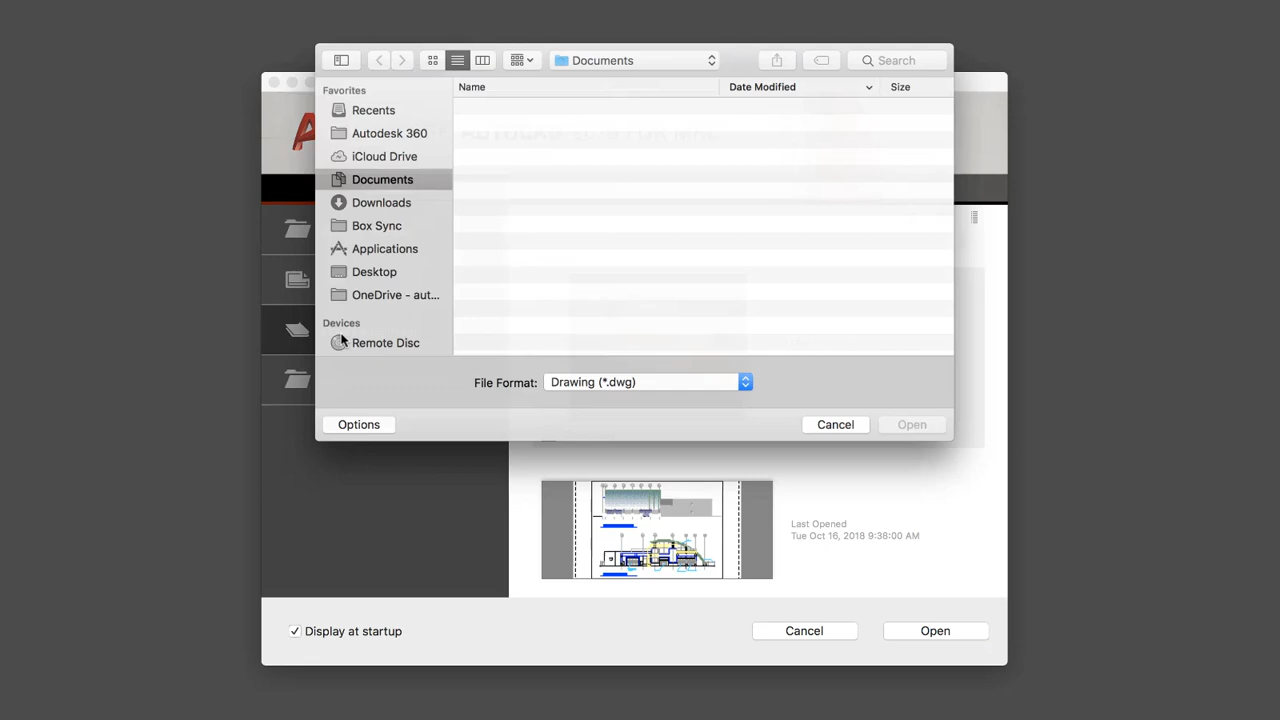 Documents
Search
Favorites
Recents
Autodesk 360
iCloud Drive
Documents
Downloads
Box Sync
Applications
Desktop
OneDrive - aut...
Devices
Remote Disc
Name
Date Modified
Size
File Format:
Drawing (*.dwg)
Options
Cancel
Open
Last Opened
Tue Oct 16, 2018 9:38:00 AM
Display at startup
Cancel
Open